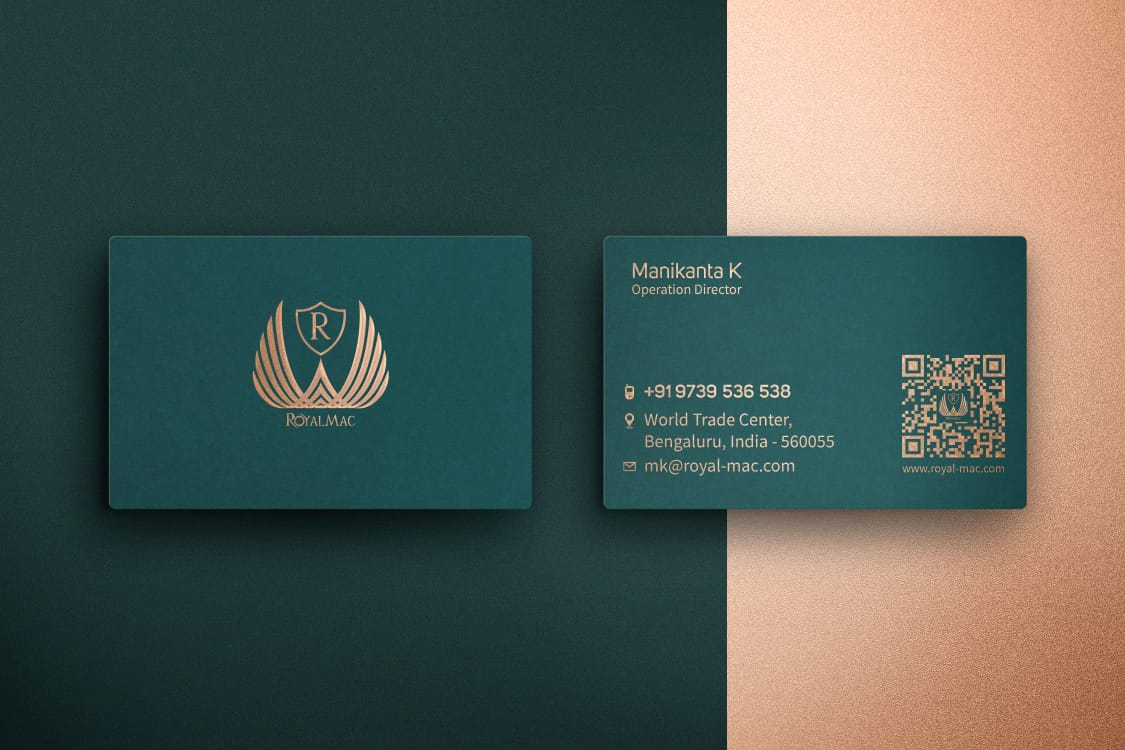 R
ROYALMAC
Manikanta K
Operation Director
+91 9739 536 538
World Trade Center,
Bengaluru, India - 560055
mk@royal-mac.com
R
www.royal-mac.com